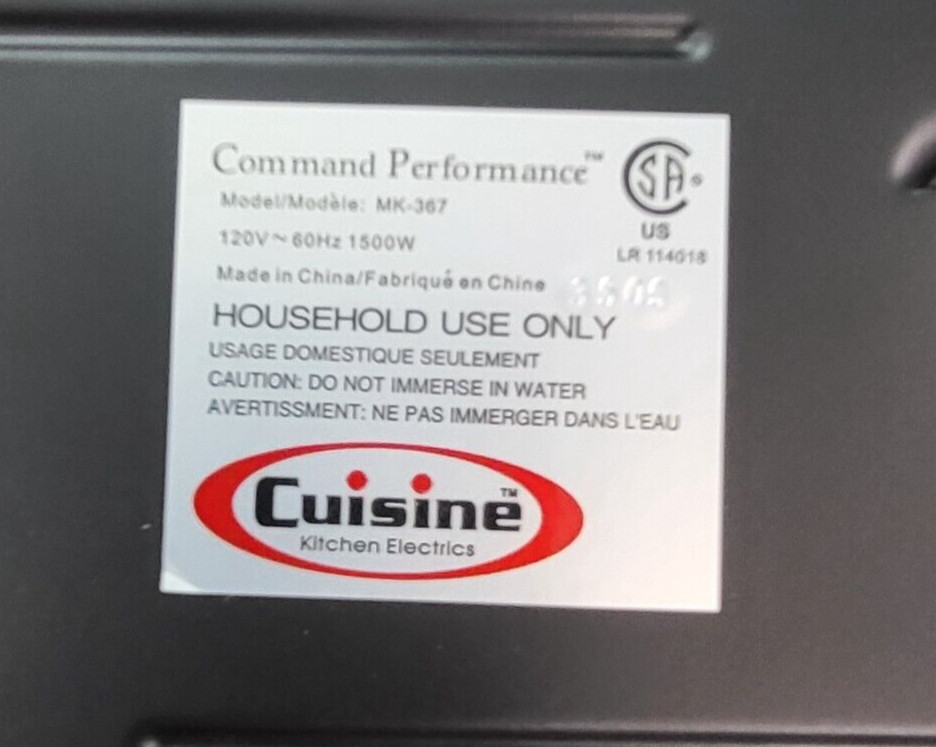 Command Performance™
Model/Modèle: MK-367
120V~60Hz 1500W
Made in China/Fabriqué en Chine
HOUSEHOLD USE ONLY
USAGE DOMESTIQUE SEULEMENT
CAUTION: DO NOT IMMERSE IN WATER
AVERTISSMENT: NE PAS IMMERGER DANS L'EAU
SA®
US
LR 114018
Cuisine™
Kitchen Electrics